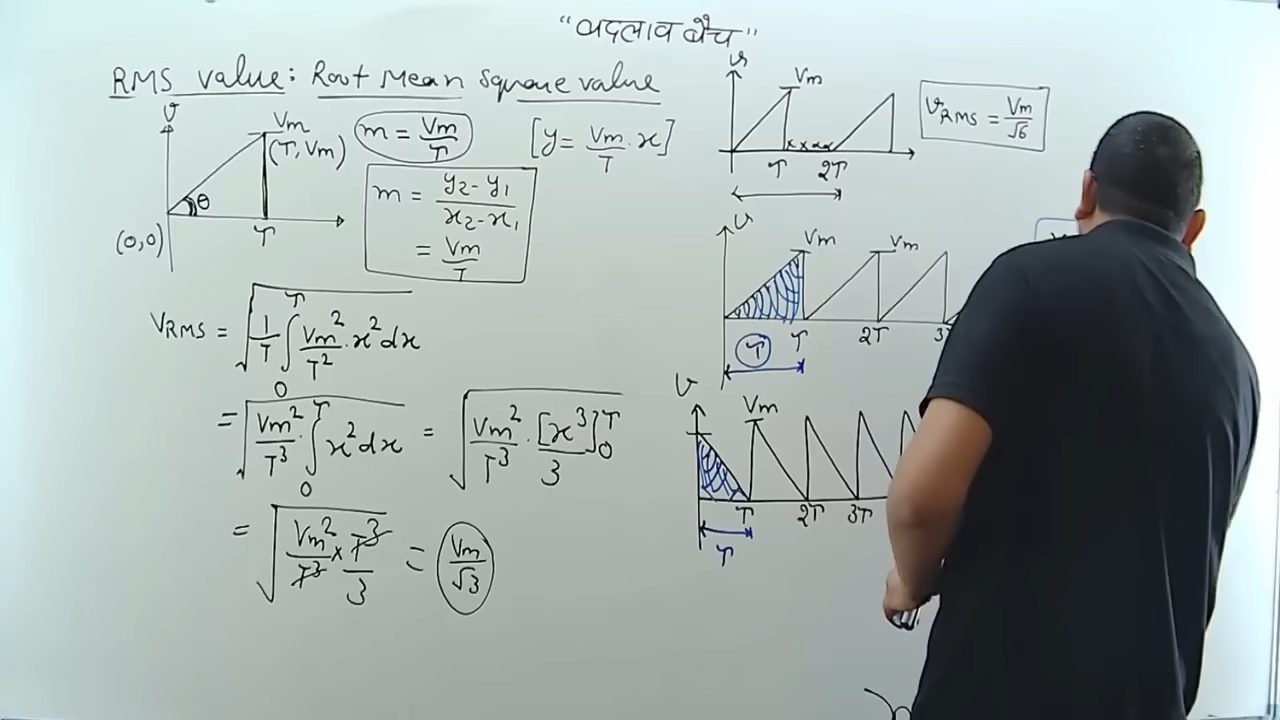 "बदलाव बैच"
RMS value: Root Mean Square value
v
Vm
(T, Vm)
θ
(0,0)
T
m = Vm/T
[y = Vm/T · x]
m = y₂ - y₁ / x₂ - x₁
= Vm/T
VRMS = √(1/T ∫₀ᵀ Vm²/T² · x² dx)
= √(Vm²/T³ · ∫₀ᵀ x² dx) = √(Vm²/T³ · [x³]₀ᵀ/3)
= √(Vm²/T³ × T³/3) = Vm/√3
v
Vm
T 2T
VRMS = Vm/√6
v
Vm Vm
T 2T 3T
T
v
Vm
T 2T 3T
T